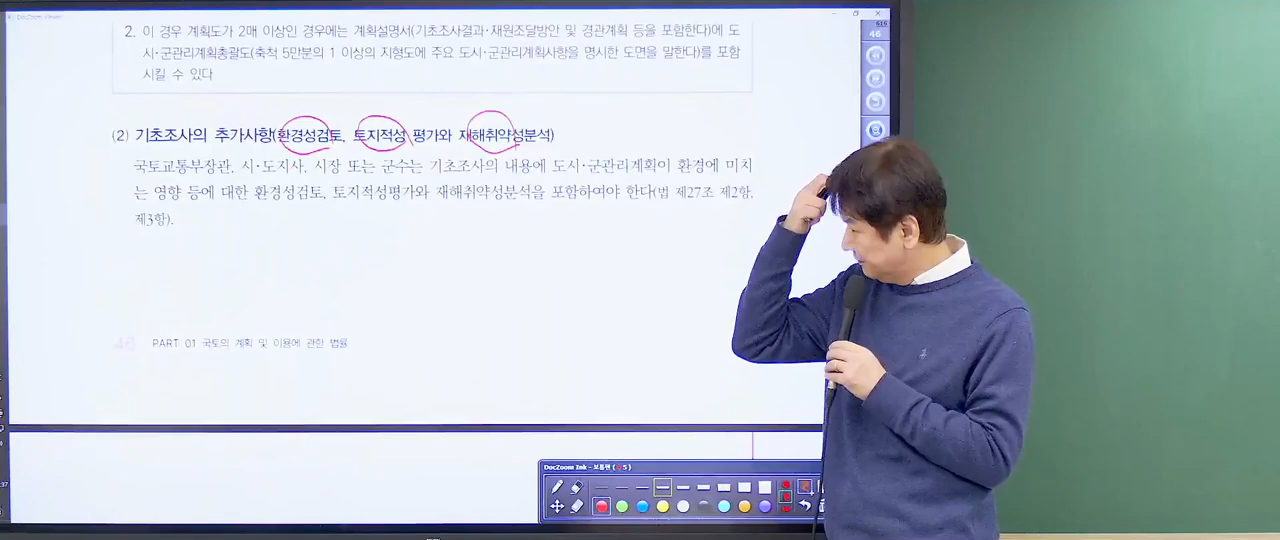 DocZoom Viewer
615
46
2. 이 경우 계획도가 2매 이상인 경우에는 계획설명서(기초조사결과·재원조달방안 및 경관계획 등을 포함한다)에 도
시·군관리계획총괄도(축척 5만분의 1 이상의 지형도에 주요 도시·군관리계획사항을 명시한 도면을 말한다)를 포함
시킬 수 있다
(2) 기초조사의 추가사항(환경성검토, 토지적성 평가와 재해취약성분석)
국토교통부장관, 시·도지사, 시장 또는 군수는 기초조사의 내용에 도시·군관리계획이 환경에 미치
는 영향 등에 대한 환경성검토, 토지적성평가와 재해취약성분석을 포함하여야 한다(법 제27조 제2항,
제3항).
46 PART 01 국토의 계획 및 이용에 관한 법률
DocZoom Ink - 보통펜 ( 5 )